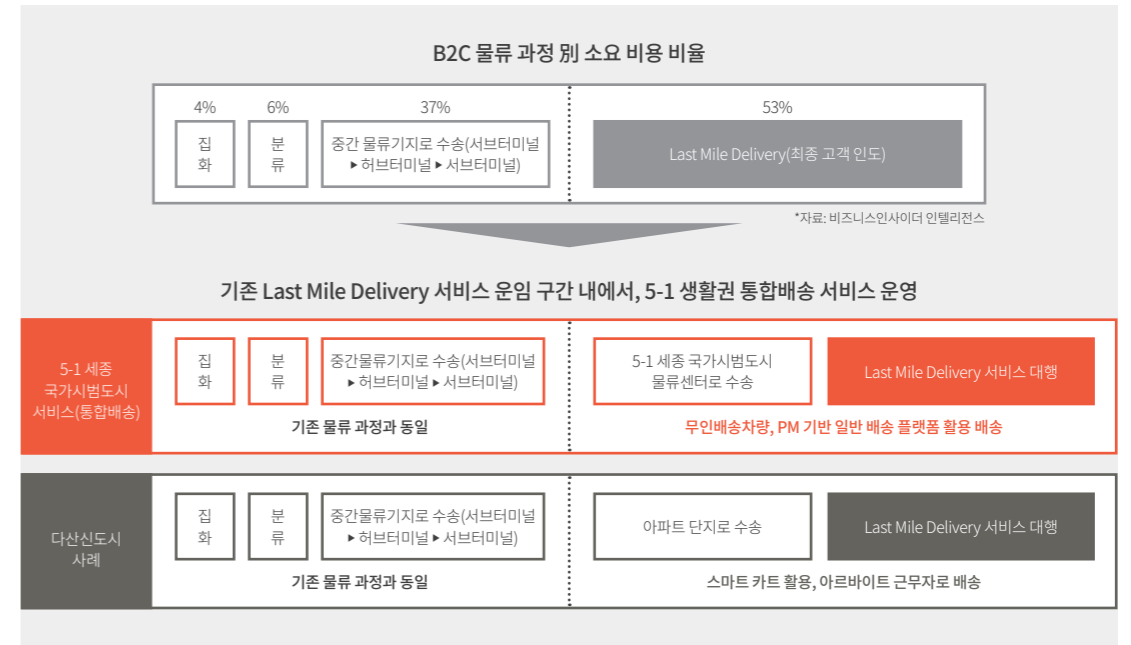 B2C 물류 과정 別 소요 비용 비율
4% 6% 37% 53%
집
화
분
류
중간 물류기지로 수송(서브터미널
▶ 허브터미널 ▶ 서브터미널)
Last Mile Delivery(최종 고객 인도)
*자료: 비즈니스인사이더 인텔리전스
기존 Last Mile Delivery 서비스 운임 구간 내에서, 5-1 생활권 통합배송 서비스 운영
5-1 세종
국가시범도시
서비스(통합배송)
집
화
분
류
중간물류기지로 수송(서브터미널
▶ 허브터미널 ▶ 서브터미널)
기존 물류 과정과 동일
5-1 세종 국가시범도시
물류센터로 수송
Last Mile Delivery 서비스 대행
무인배송차량, PM 기반 일반 배송 플랫폼 활용 배송
다산신도시
사례
집
화
분
류
중간물류기지로 수송(서브터미널
▶ 허브터미널 ▶ 서브터미널)
기존 물류 과정과 동일
아파트 단지로 수송
Last Mile Delivery 서비스 대행
스마트 카트 활용, 아르바이트 근무자로 배송